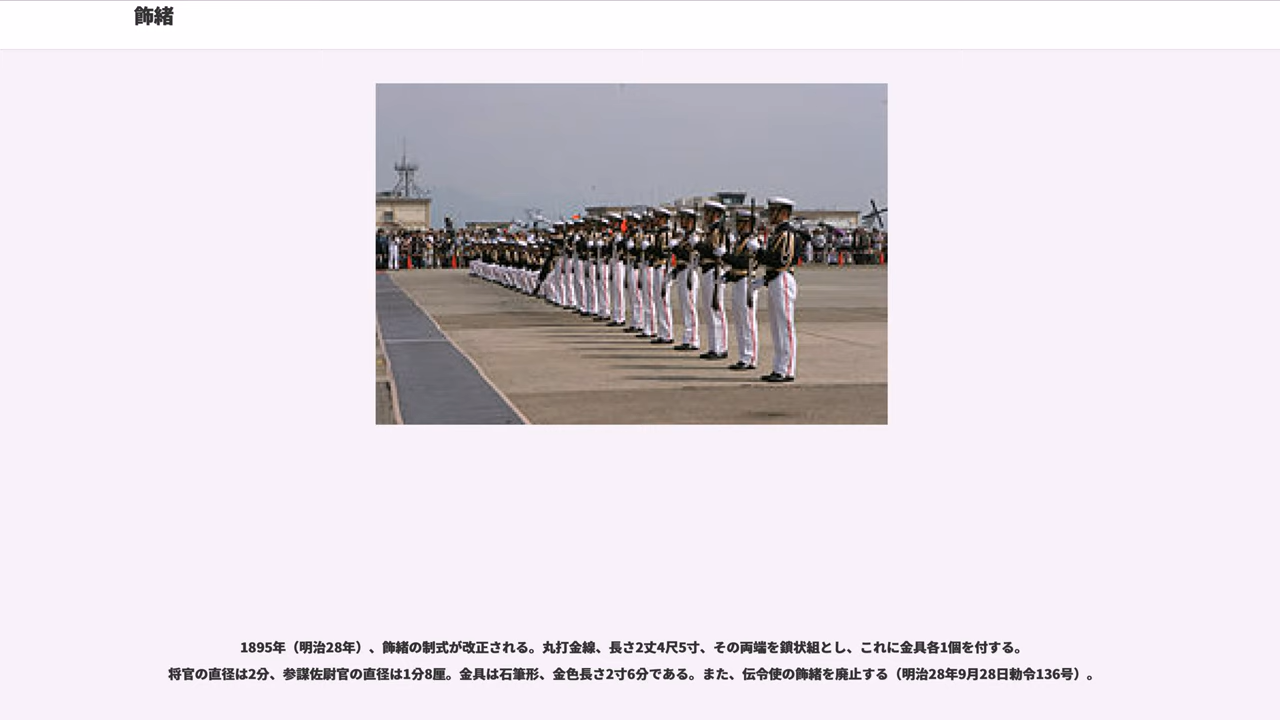 飾緒
1895年（明治28年）、飾緒の制式が改正される。丸打金線、長さ2丈4尺5寸、その両端を鎖状組とし、これに金具各1個を付する。
将官の直径は2分、参謀佐尉官の直径は1分8厘。金具は石筆形、金色長さ2寸6分である。また、伝令使の飾緒を廃止する（明治28年9月28日勅令136号）。